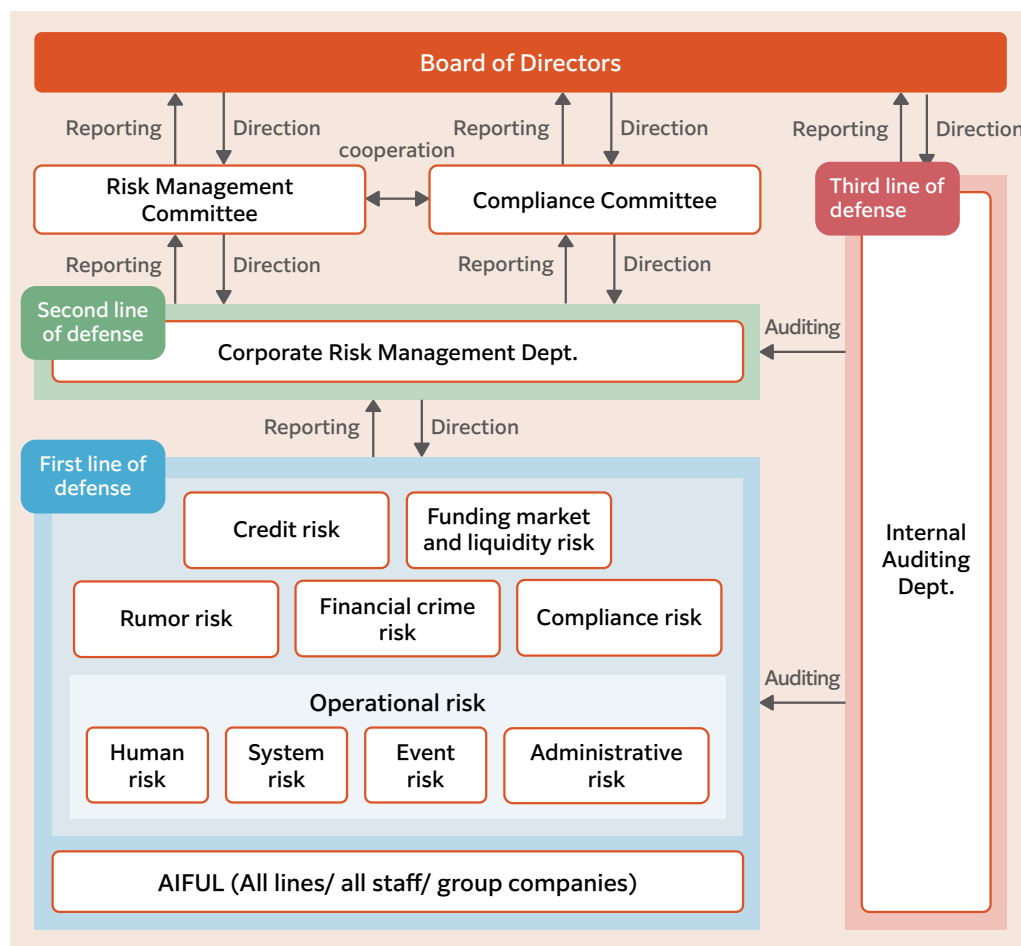 Board of Directors
Reporting
Direction
Reporting
Direction
Reporting
Direction
cooperation
Risk Management
Committee
Compliance Committee
Third line of
defense
Reporting
Direction
Reporting
Direction
Second line
of defense
Corporate Risk Management Dept.
Auditing
Reporting
Direction
First line of
defense
Credit risk
Funding market
and liquidity risk
Rumor risk
Financial crime
risk
Compliance risk
Internal
Auditing
Dept.
Auditing
Operational risk
Human
risk
System
risk
Event
risk
Administrative
risk
AIFUL (All lines/ all staff/ group companies)